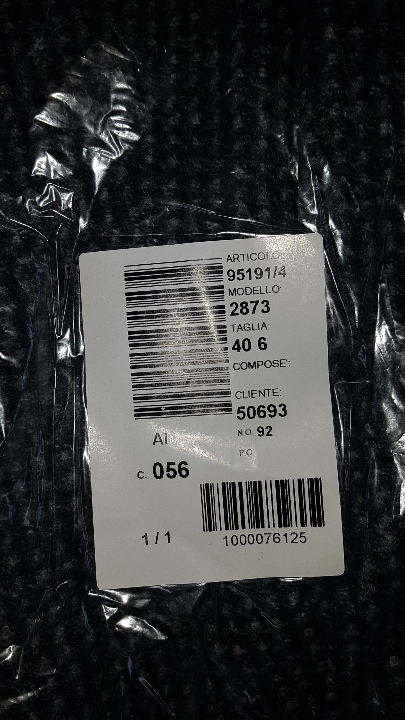 ARTICOLO:
95191/4
MODELLO:
2873
TAGLIA:
40 6
COMPOSE':
CLIENTE:
50693
N.O. 92
P.O.
C. 056
1 / 1
1000076125